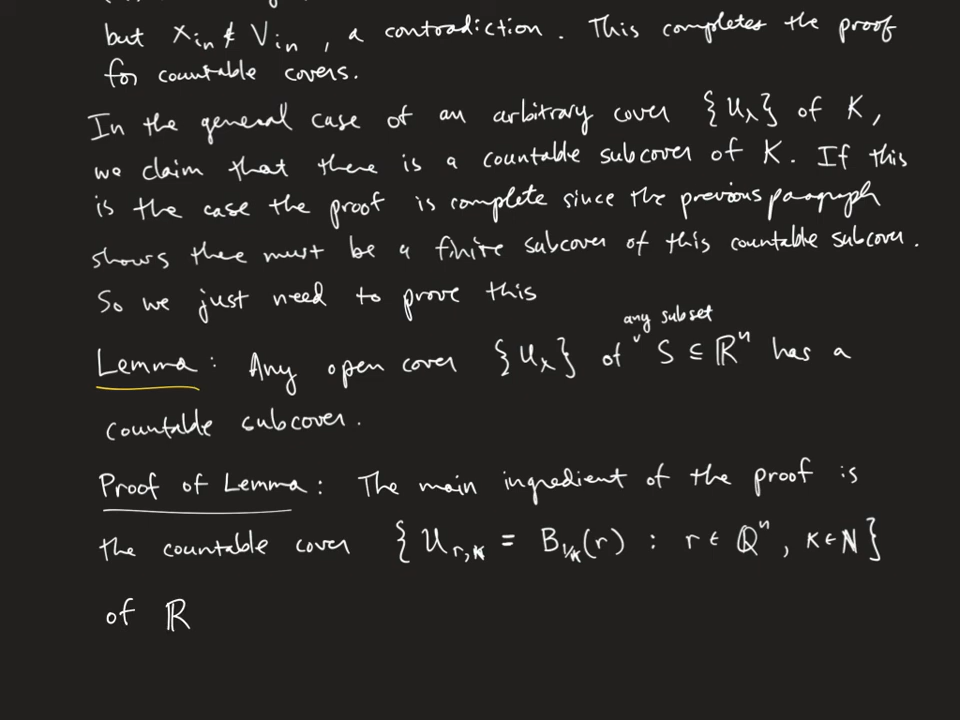 but x_in ∉ V_in, a contradiction. This completes the proof
for countable covers.
In the general case of an arbitrary cover {U_λ} of K,
we claim that there is a countable subcover of K. If this
is the case the proof is complete since the previous paragraph
shows there must be a finite subcover of this countable subcover.
So we just need to prove this
any subset
Lemma: Any open cover {U_λ} of ˅ S ⊆ ℝⁿ has a
countable subcover.
Proof of Lemma: The main ingredient of the proof is
the countable cover {U_r,k = B_1/k(r) : r ∈ ℚⁿ, k ∈ ℕ}
of ℝ